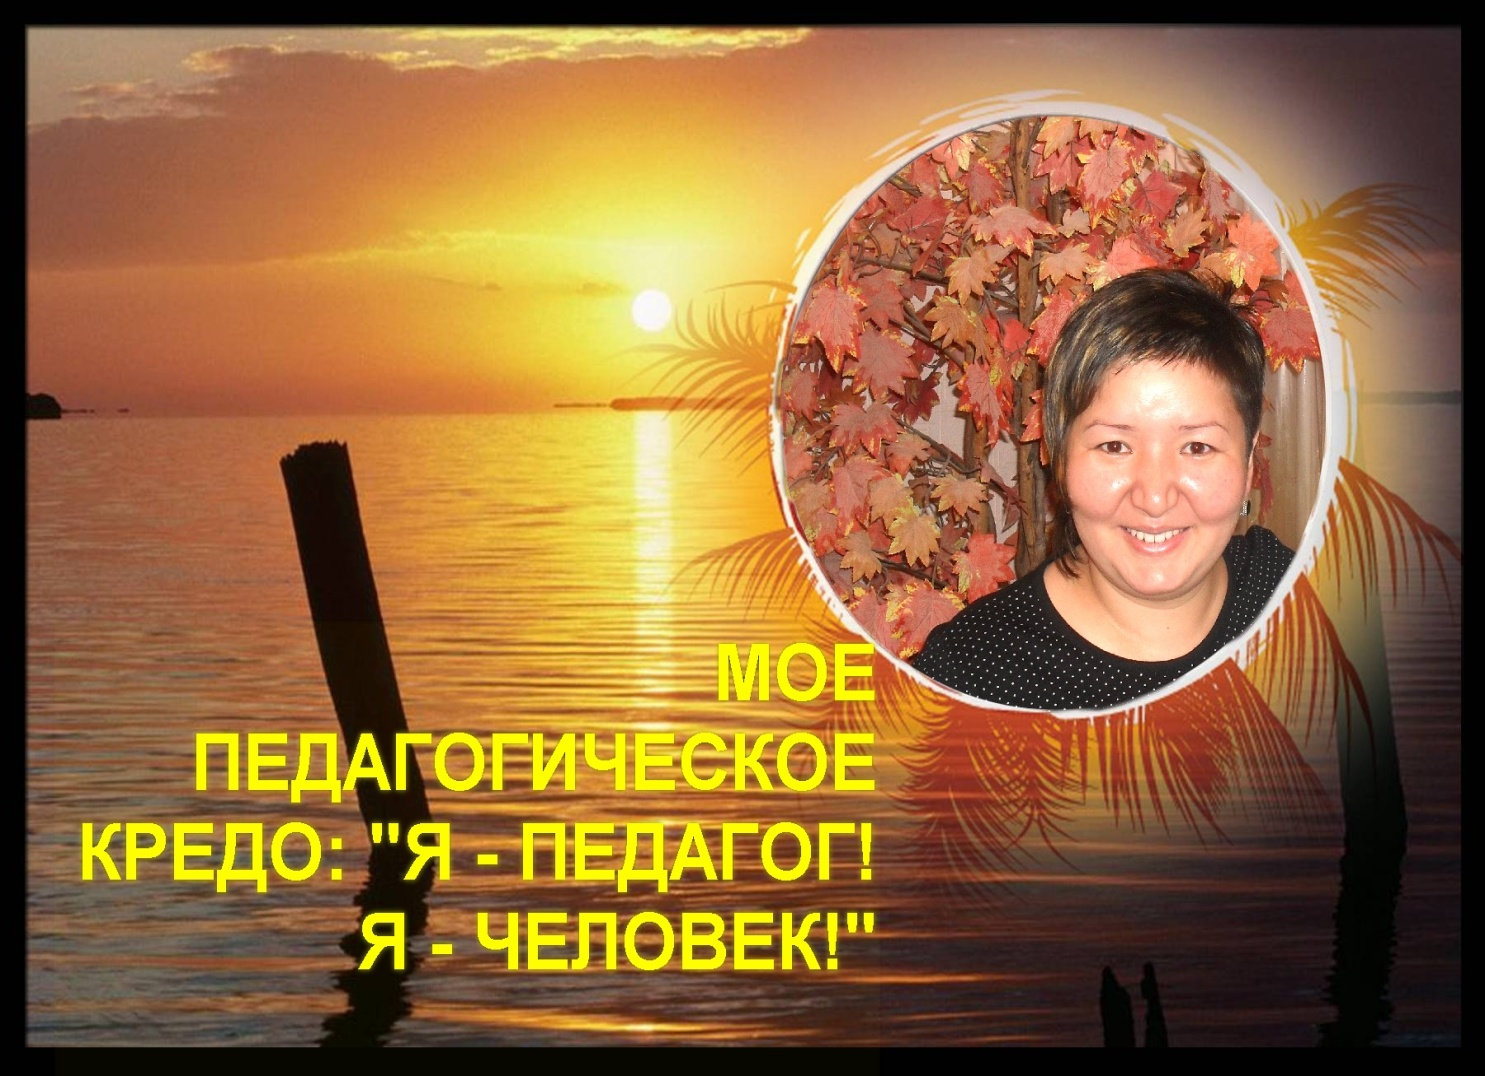 МОЕ
ПЕДАГОГИЧЕСКОЕ
КРЕДО: "Я - ПЕДАГОГ!
Я - ЧЕЛОВЕК!"